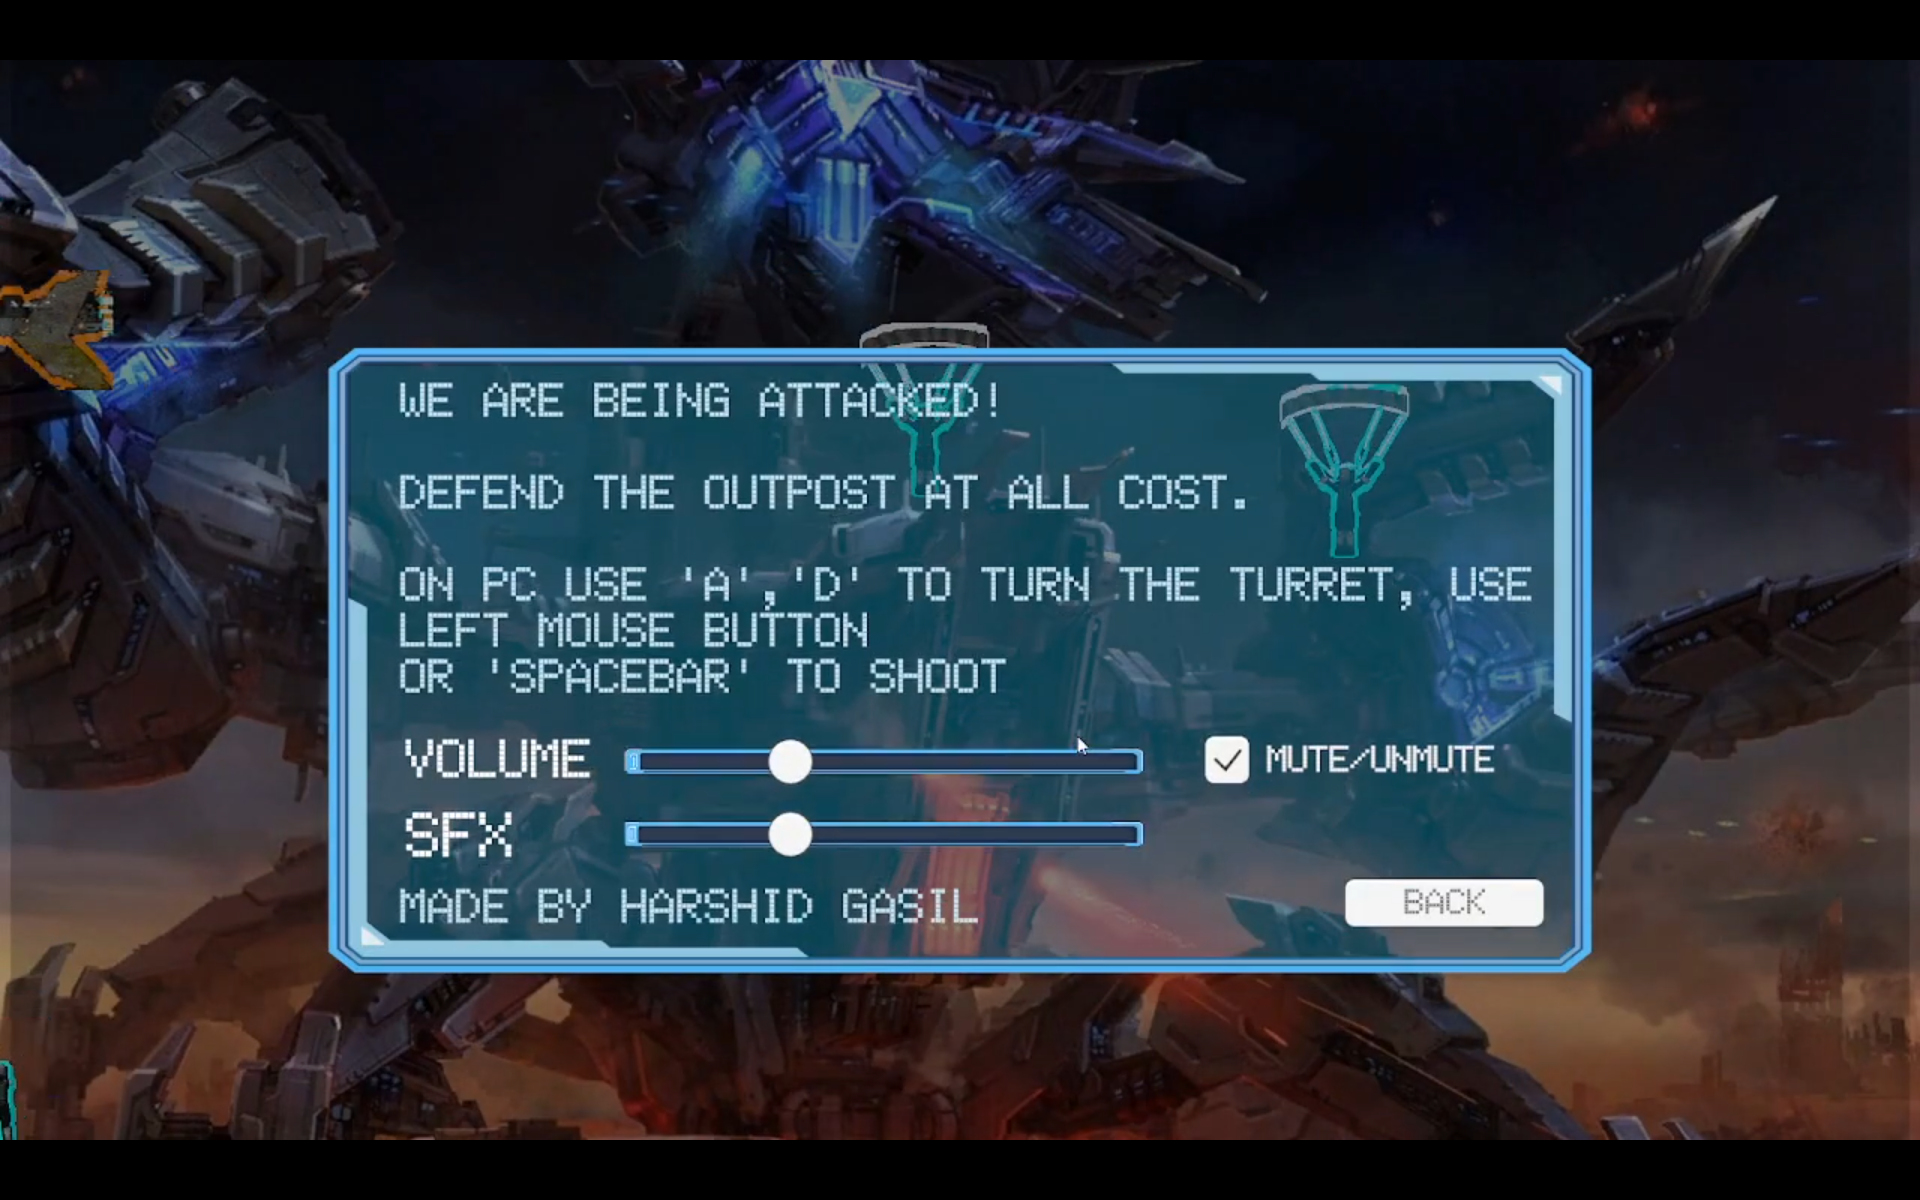 WE ARE BEING ATTACKED!
DEFEND THE OUTPOST AT ALL COST.
ON PC USE 'A','D' TO TURN THE TURRET, USE
LEFT MOUSE BUTTON
OR 'SPACEBAR' TO SHOOT
VOLUME
MUTE/UNMUTE
SFX
MADE BY HARSHID GASIL
BACK